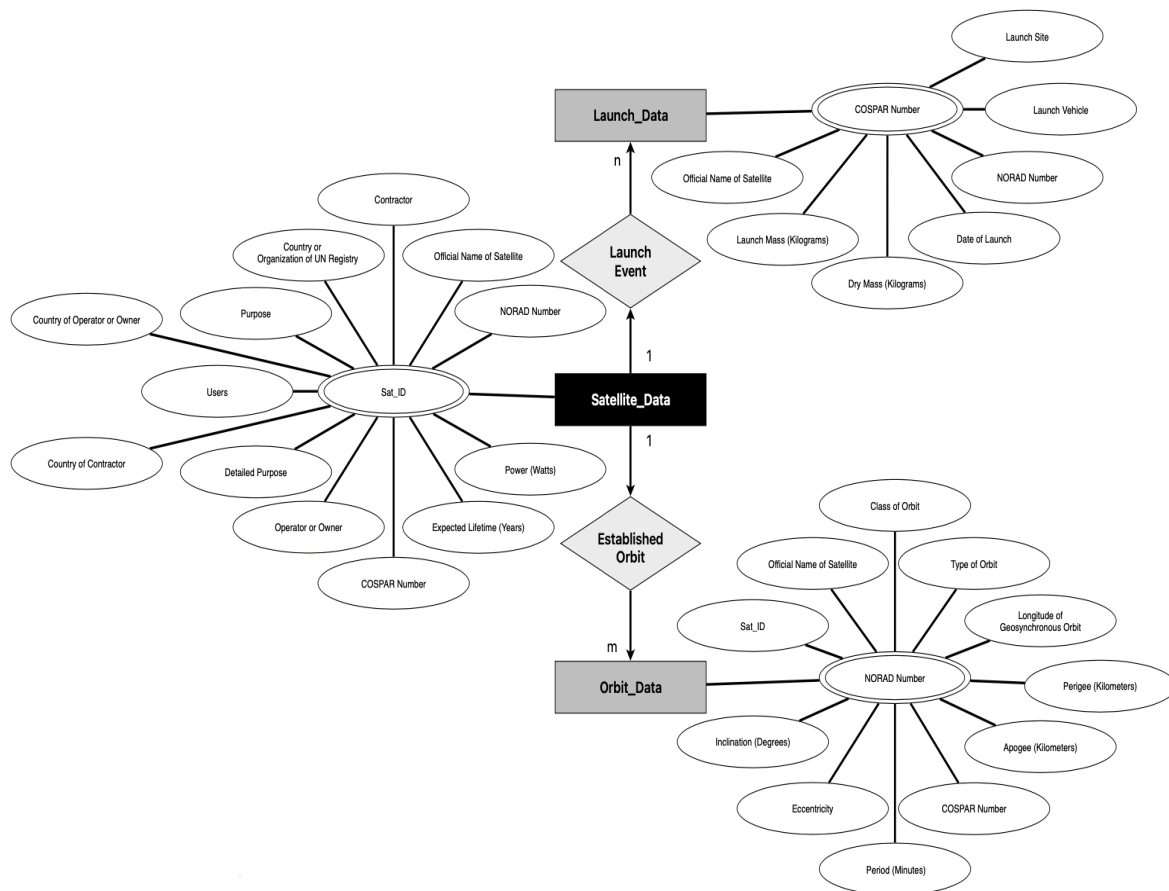 Launch Site
Launch_Data
COSPAR Number
Launch Vehicle
n
Official Name of Satellite
NORAD Number
Contractor
Launch
Event
Launch Mass (Kilograms)
Date of Launch
Country or
Organization of UN Registry
Official Name of Satellite
Dry Mass (Kilograms)
Purpose
NORAD Number
Country of Operator or Owner
1
Users
Sat_ID
Satellite_Data
1
Country of Contractor
Detailed Purpose
Power (Watts)
Operator or Owner
Expected Lifetime (Years)
Established
Orbit
COSPAR Number
Class of Orbit
Official Name of Satellite
Type of Orbit
Sat_ID
Longitude of
Geosynchronous Orbit
m
Orbit_Data
NORAD Number
Perigee (Kilometers)
Inclination (Degrees)
Apogee (Kilometers)
Eccentricity
COSPAR Number
Period (Minutes)